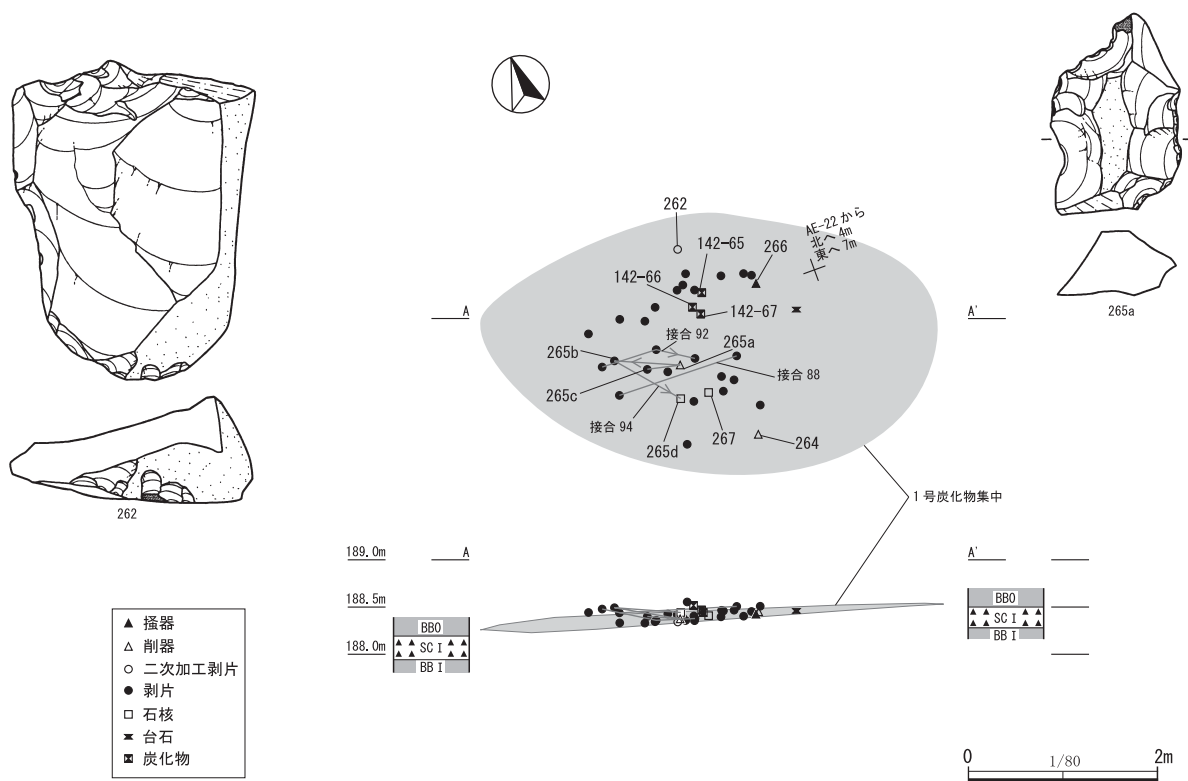 262
AE-22 から
北へ 4m
東へ 7m
142-65
266
142-66
142-67
A
A'
265a
接合 92
265a
265b
接合 88
265c
接合 94
265d
267
264
262
1号炭化物集中
189.0m
A
A'
188.5m
BB0
SC I
BB I
188.0m
BB0
SC I
BB I
掻器
削器
二次加工剥片
剥片
石核
台石
炭化物
0
1/80
2m